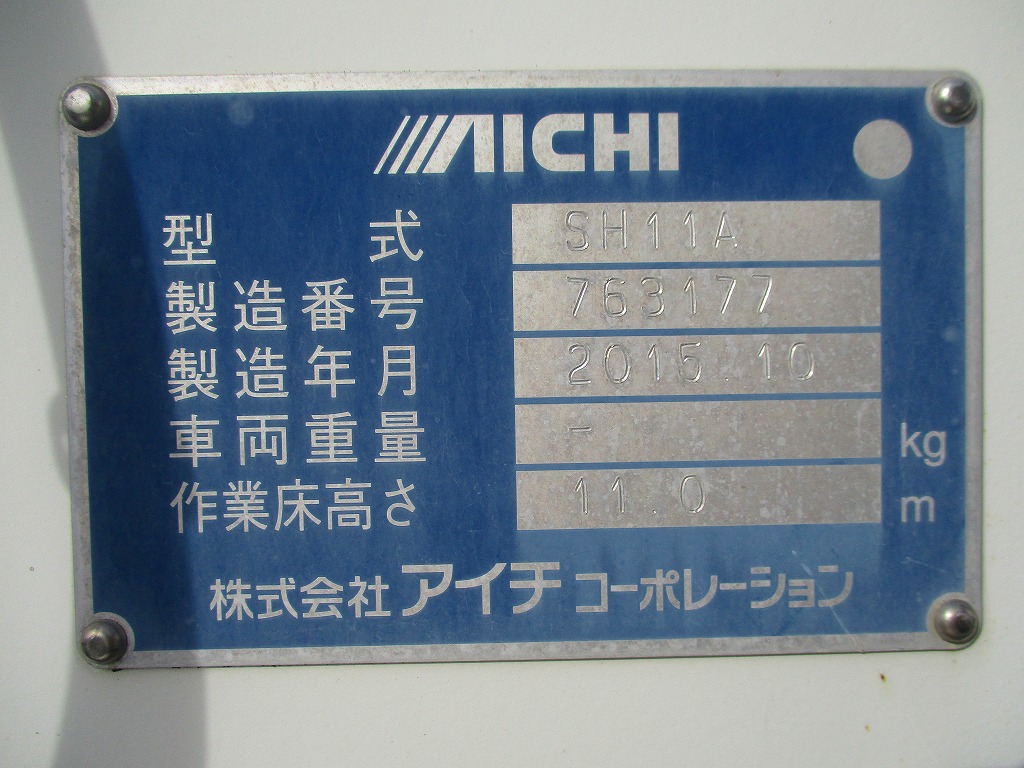 AICHI
型式 SH11A
製造番号 763177
製造年月 2015.10
車両重量 - kg
作業床高さ 11.0 m
株式会社アイチコーポレーション